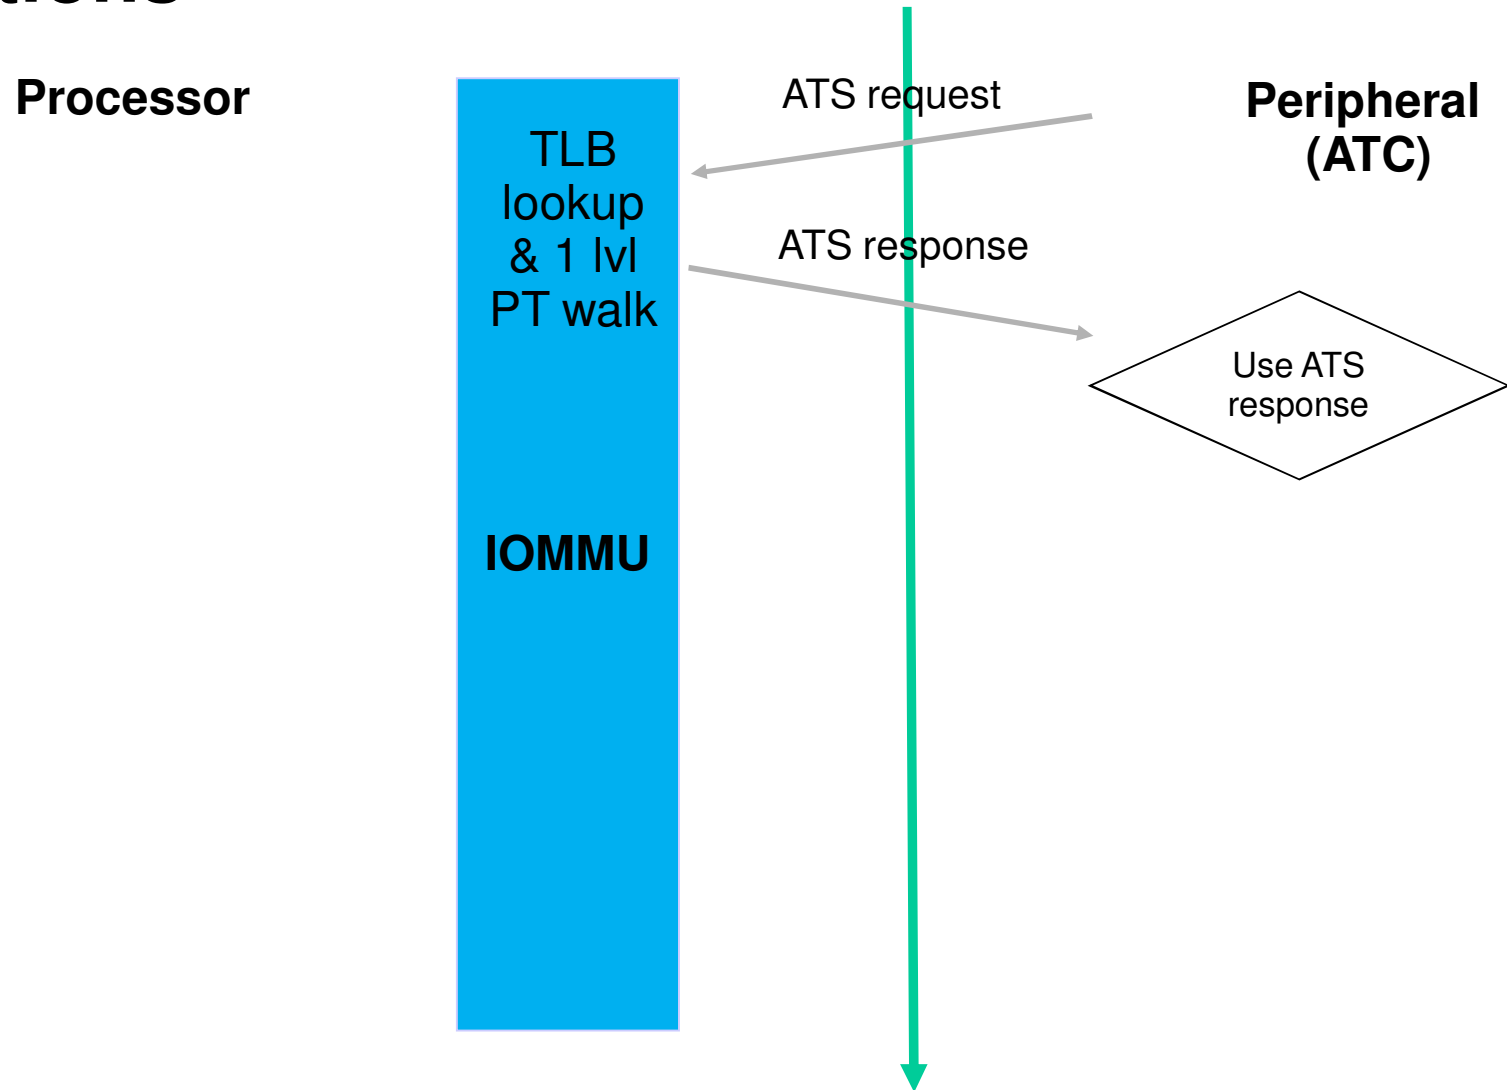 Processor
ATS request
Peripheral
(ATC)
TLB
lookup
& 1 lvl
PT walk
ATS response
Use ATS
response
IOMMU